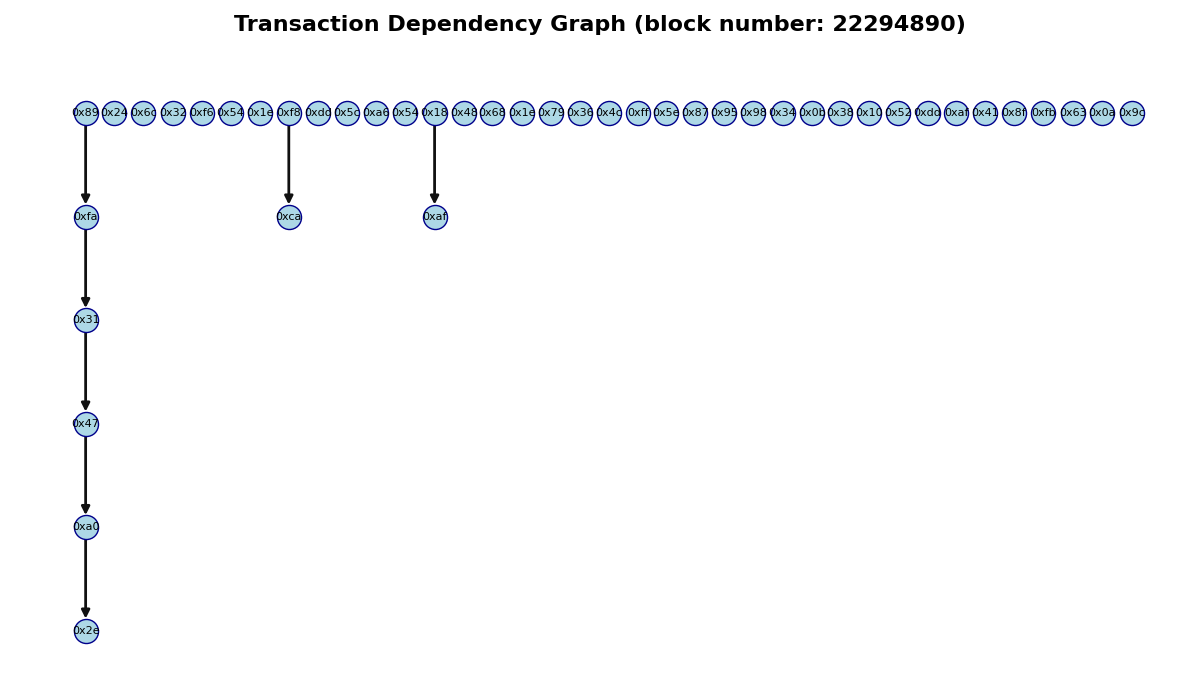 Transaction Dependency Graph (block number: 22294890)
0x89 0x24 0x6c 0x32 0xf6 0x54 0x1e 0xf8 0xdd 0x5c 0xa6 0x54 0x18 0x48 0x68 0x1e 0x79 0x36 0x4c 0xff 0x5e 0x87 0x95 0x98 0x34 0x0b 0x38 0x10 0x52 0xdd 0xaf 0x41 0x8f 0xfb 0x63 0x0a 0x9c
0xfa 0xca 0xaf
0x31
0x47
0xa0
0x2e